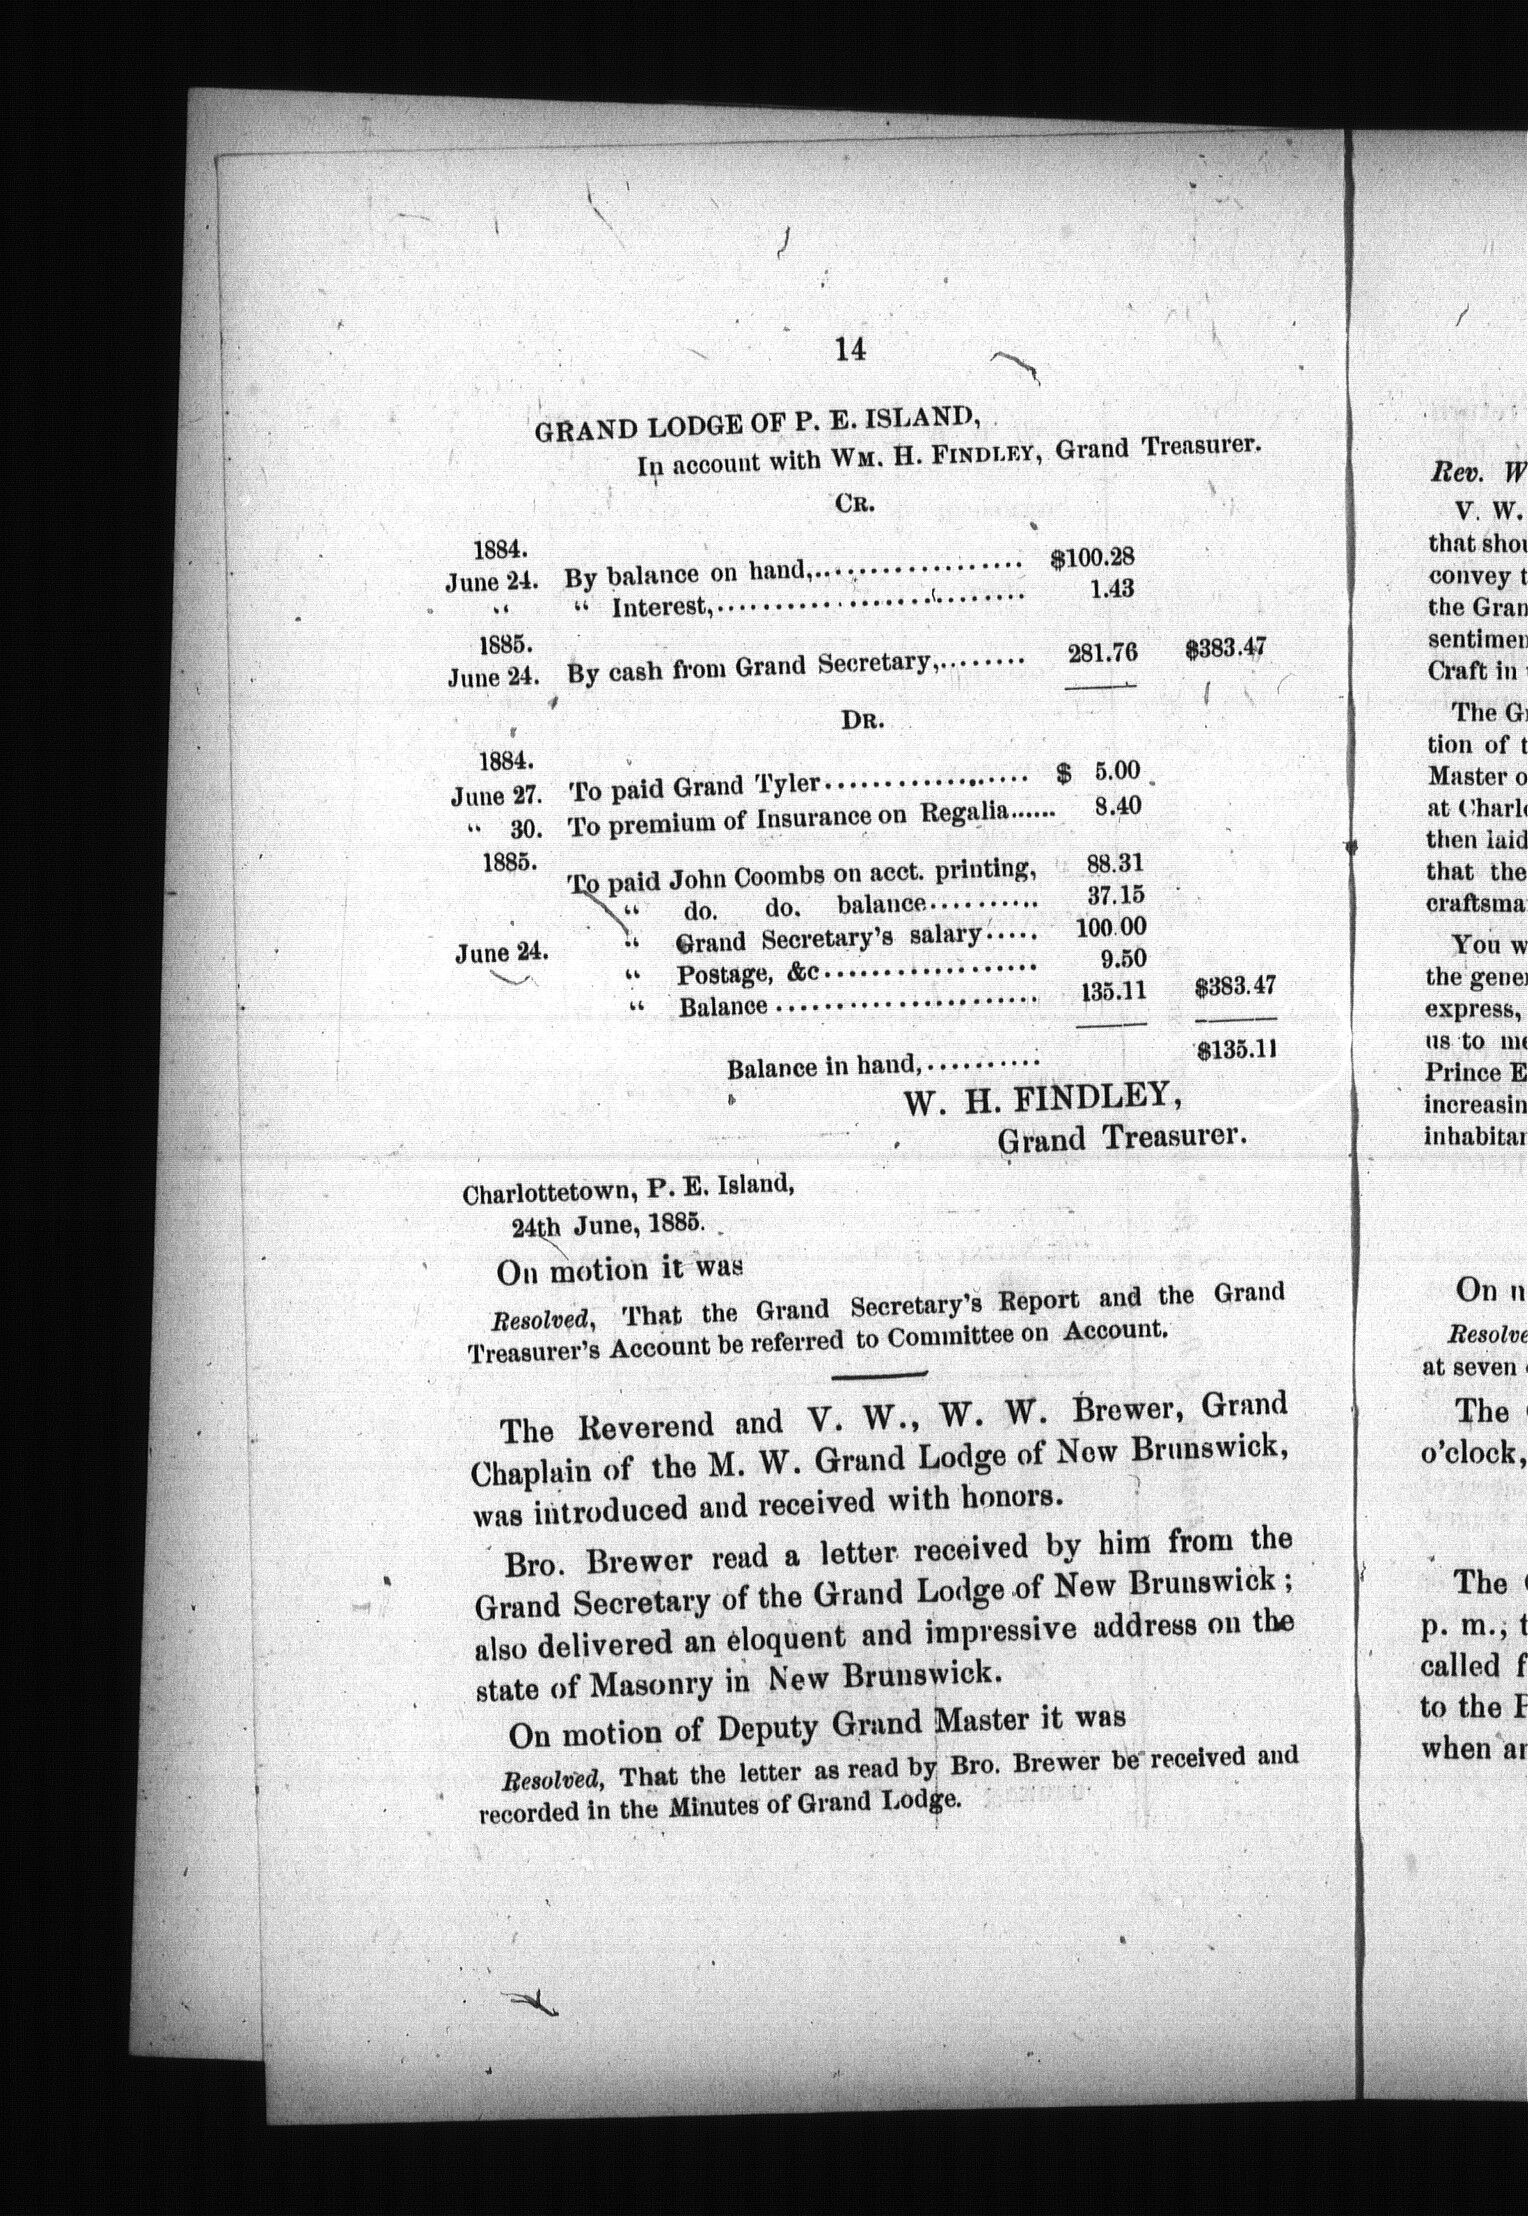 14
GRAND LODGE OF P. E. ISLAND,
In account with WM. H. FINDLEY, Grand Treasurer.
CR.
1884.
June 24. By balance on hand,.................. $100.28
“ “ Interest,........................... 1.43
1885.
June 24. By cash from Grand Secretary,........ 281.76 $383.47
DR.
1884.
June 27. To paid Grand Tyler.................. $ 5.00
“ 30. To premium of Insurance on Regalia...... 8.40
1885.
To paid John Coombs on acct. printing, 88.31
“ do. do. balance.......... 37.15
June 24. “ Grand Secretary's salary..... 100.00
“ Postage, &c.................. 9.50
“ Balance ...................... 135.11 $383.47
Balance in hand,.......... $135.11
W. H. FINDLEY,
Grand Treasurer.
Charlottetown, P. E. Island,
24th June, 1885.
On motion it was
Resolved, That the Grand Secretary's Report and the Grand
Treasurer's Account be referred to Committee on Account.
The Reverend and V. W., W. W. Brewer, Grand
Chaplain of the M. W. Grand Lodge of New Brunswick,
was introduced and received with honors.
Bro. Brewer read a letter received by him from the
Grand Secretary of the Grand Lodge of New Brunswick ;
also delivered an eloquent and impressive address on the
state of Masonry in New Brunswick.
On motion of Deputy Grand Master it was
Resolved, That the letter as read by Bro. Brewer be received and
recorded in the Minutes of Grand Lodge.
Rev. W
V. W.
that
convey
the
sentimen
Craft in
The
tion of
Master
at
then laid
that the
craftsma
You
the
express,
us to
Prince
increasin
inhabitan
On
Resolve
at seven
The
o'clock,
The
p. m.,
called
to the
when